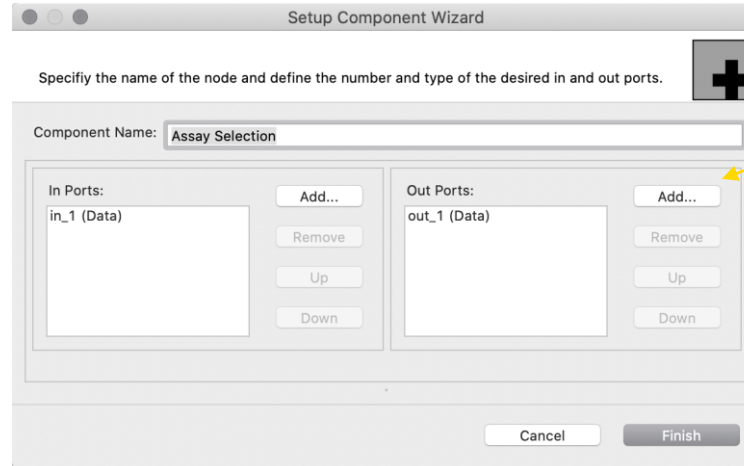 Setup Component Wizard
Specifiy the name of the node and define the number and type of the desired in and out ports.
Component Name: Assay Selection
In Ports:
in_1 (Data)
Add...
Remove
Up
Down
Out Ports:
out_1 (Data)
Add...
Remove
Up
Down
Cancel
Finish